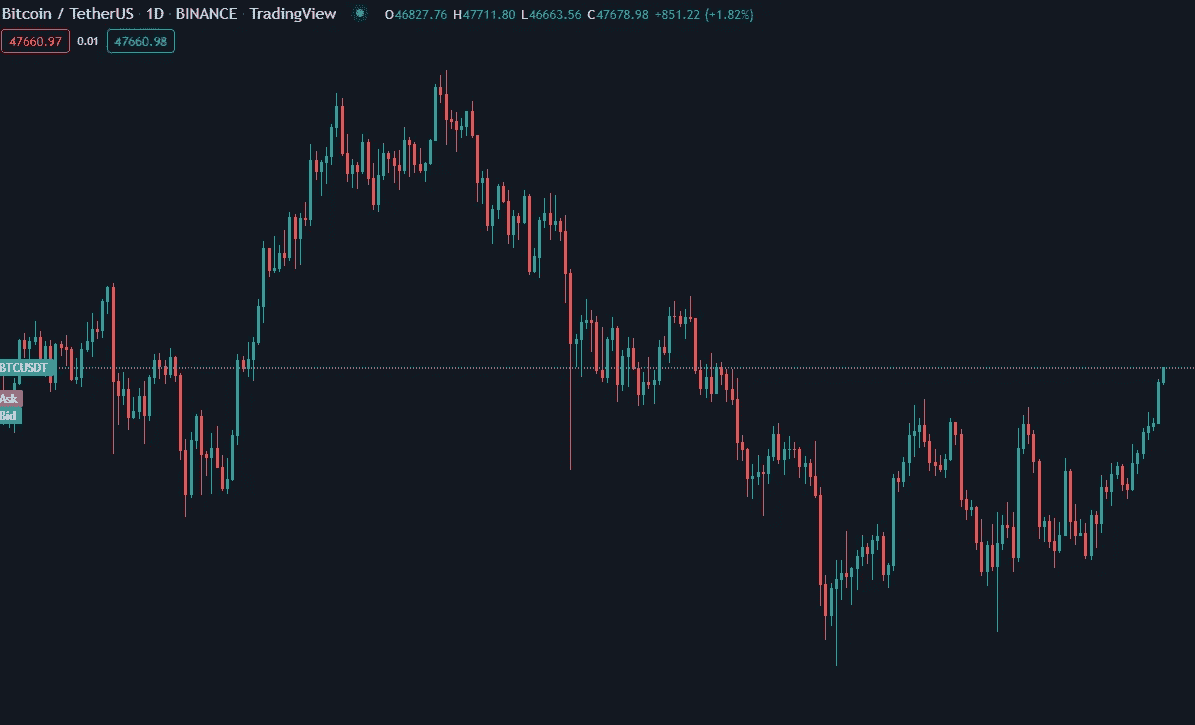 Bitcoin / TetherUS · 1D · BINANCE · TradingView O46827.76 H47711.80 L46663.56 C47678.98 +851.22 (+1.82%)
47660.97 0.01 47660.98
BTCUSDT
Ask
Bid